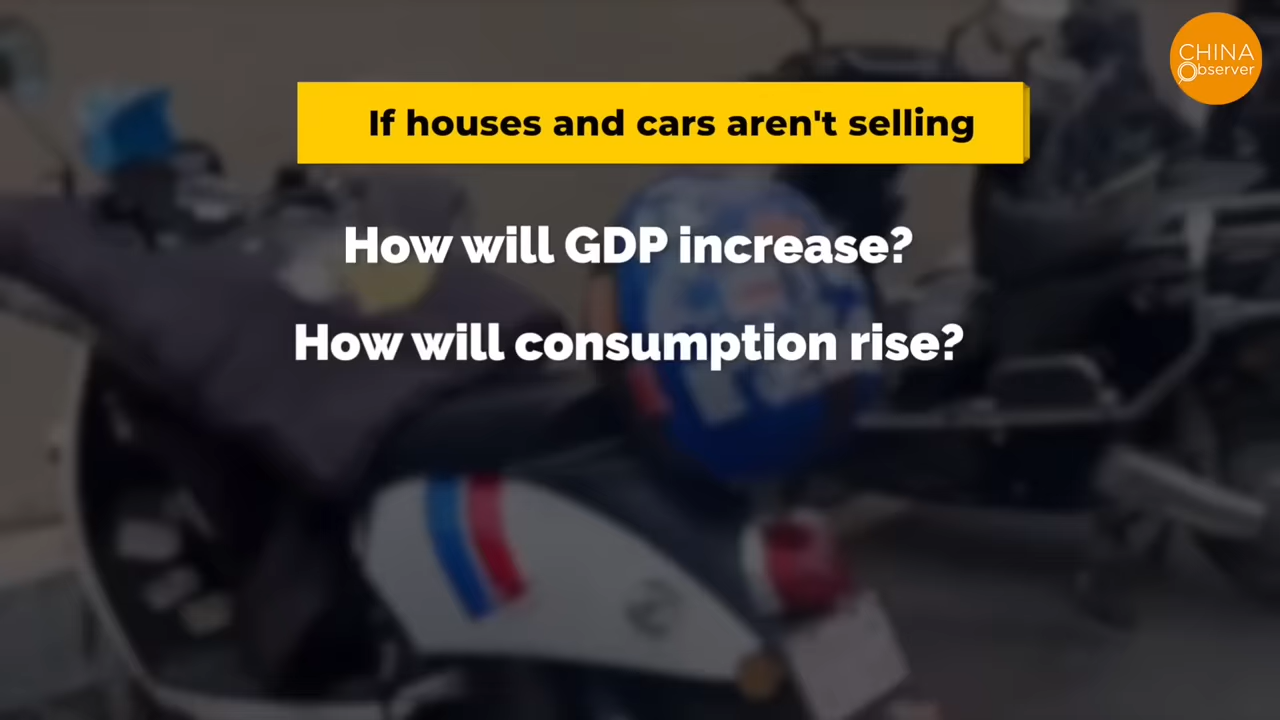 CHINA
Observer
If houses and cars aren't selling
How will GDP increase?
How will consumption rise?